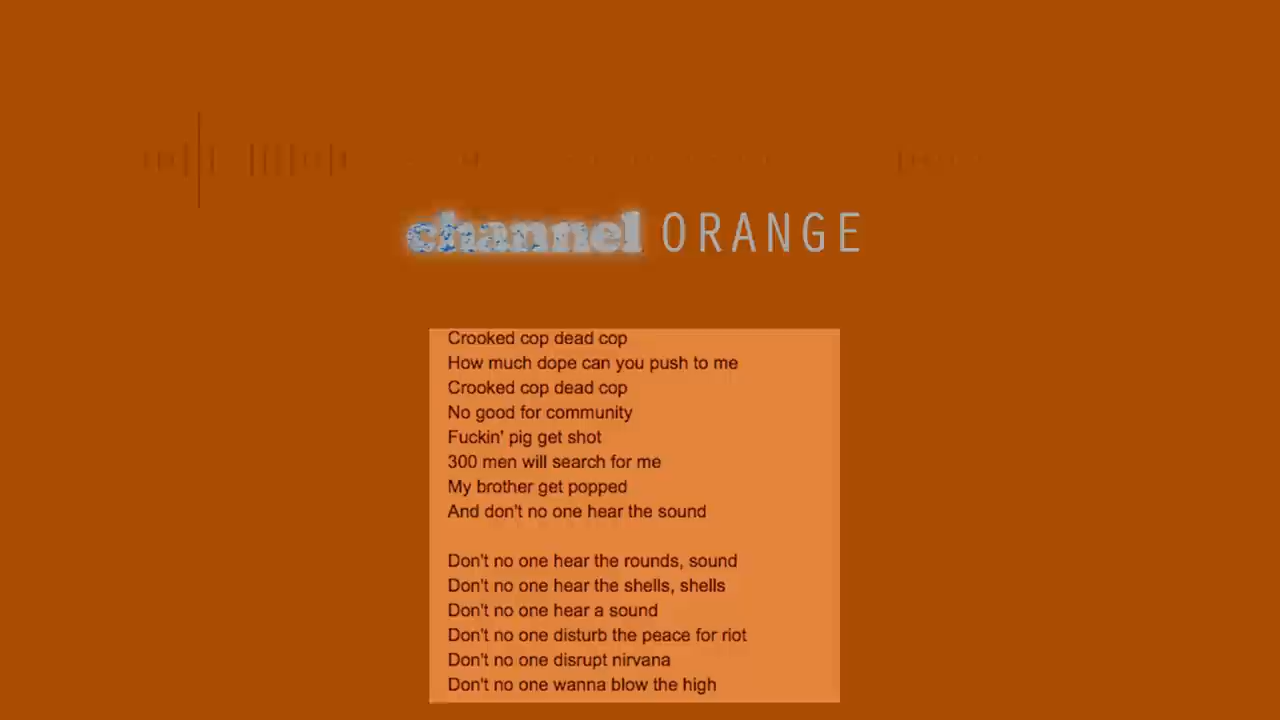 channel ORANGE
Crooked cop dead cop
How much dope can you push to me
Crooked cop dead cop
No good for community
Fuckin' pig get shot
300 men will search for me
My brother get popped
And don't no one hear the sound
Don't no one hear the rounds, sound
Don't no one hear the shells, shells
Don't no one hear a sound
Don't no one disturb the peace for riot
Don't no one disrupt nirvana
Don't no one wanna blow the high